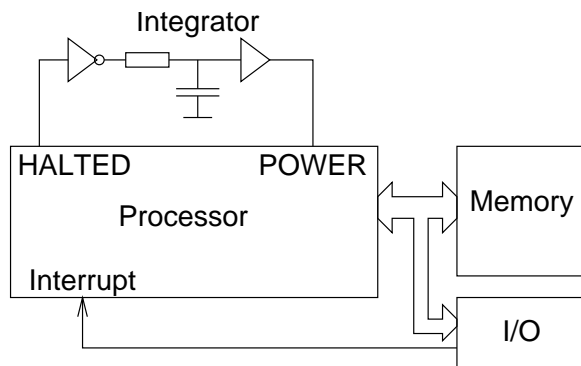 Integrator
HALTED
POWER
Processor
Memory
Interrupt
I/O